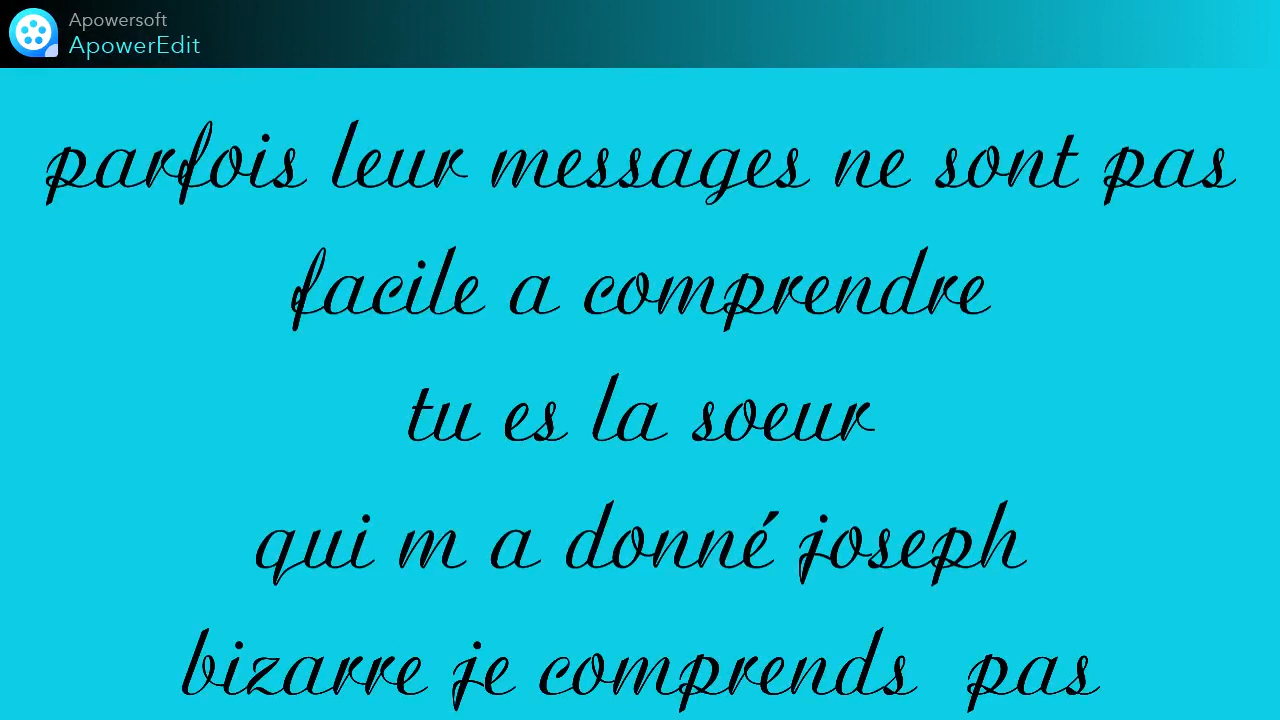 Apowersoft
ApowerEdit
parfois leur messages ne sont pas
facile a comprendre
tu es la soeur
qui m a donné joseph
bizarre je comprends pas